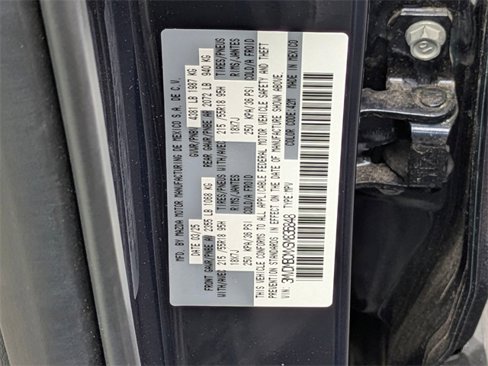 MFD. BY: MAZDA MOTOR MANUFACTURING DE MEXICO S.A. DE C.V.
DATE 03/25 GVWR/PNBV 4381 LB 1987 KG
FRONT GAWR/PNBE AV 2355 LB 1068 KG REAR GAWR/PNBE AR 2072 LB 940 KG
WITH/AVEC 215/55R18 95H TIRES/PNEUS WITH/AVEC 215/55R18 95H TIRES/PNEUS
18X7J RIMS/JANTES 18X7J RIMS/JANTES
250 KPA/36 PSI COLD/A FROID 250 KPA/36 PSI COLD/A FROID
THIS VEHICLE CONFORMS TO ALL APPLICABLE FEDERAL MOTOR VEHICLE SAFETY AND THEFT
PREVENTION STANDARDS IN EFFECT ON THE DATE OF MANUFACTURE SHOWN ABOVE.
MADE IN MEXICO
VIN: TYPE MPV COLOR CODE